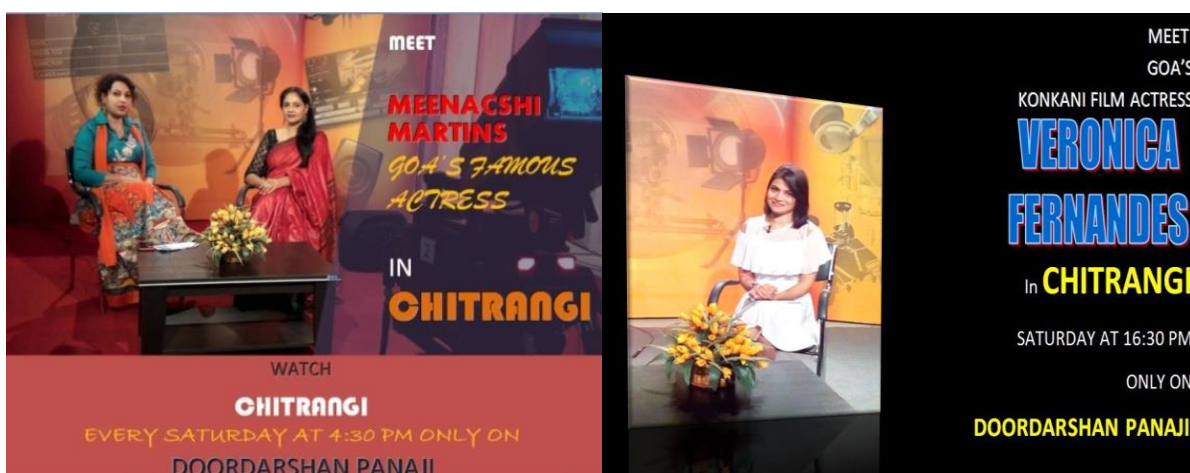 MEET
MEENACSHI
MARTINS
GOA'S FAMOUS
ACTRESS
IN
CHITRANGI
WATCH
CHITRANGI
EVERY SATURDAY AT 4:30 PM ONLY ON
DOORDARSHAN PANAJI
MEET
GOA'S
KONKANI FILM ACTRESS
VERONICA
FERNANDES
In CHITRANGI
SATURDAY AT 16:30 PM
ONLY ON
DOORDARSHAN PANAJI